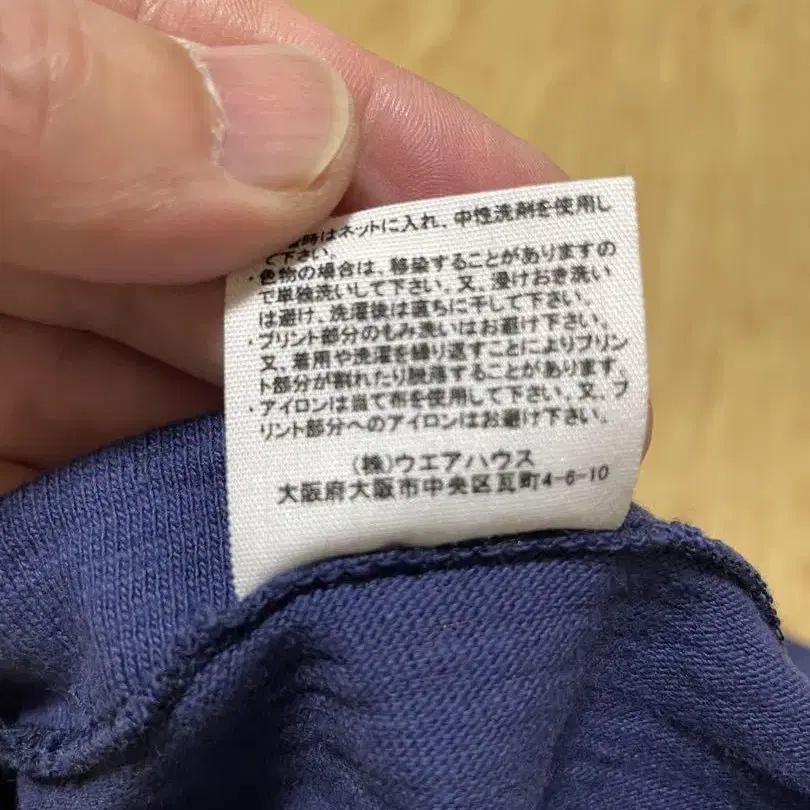 時はネットに入れ、中性洗剤を使用し
て下さい。
・色物の場合は、移染することがありますの
で単独洗いして下さい。又、浸けおき洗い
は避け、洗濯後は直ちに干して下さい。
・プリント部分のもみ洗いはお避け下さい。
又、着用や洗濯を繰り返すことによりプリン
ト部分が割れたり脱落することがあります。
・アイロンは当て布を使用して下さい。又、プ
リント部分へのアイロンはお避け下さい。
(株)ウエアハウス
大阪府大阪市中央区瓦町4-6-10